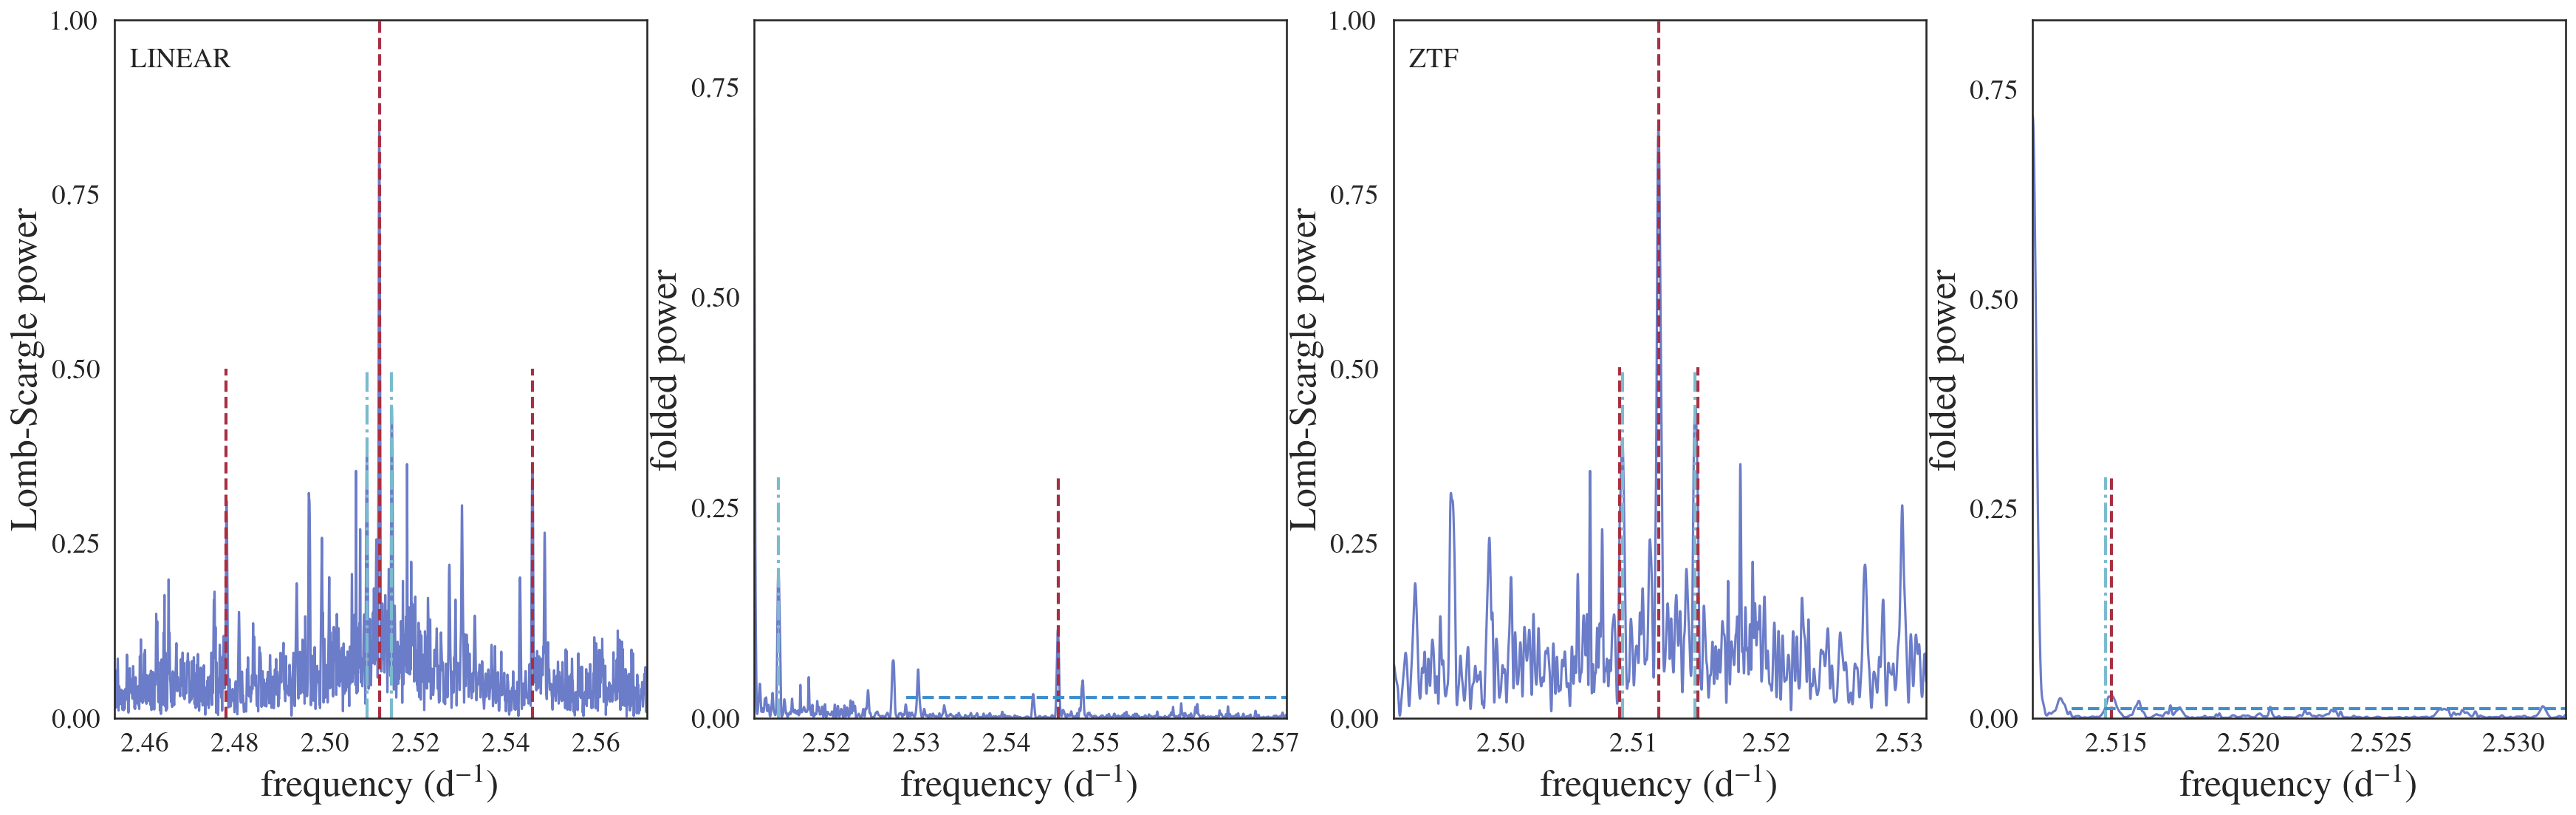 LINEAR
Lomb-Scargle power
1.00
0.75
0.50
0.25
0.00
2.46 2.48 2.50 2.52 2.54 2.56
frequency (d⁻¹)
folded power
0.75
0.50
0.25
0.00
2.52 2.53 2.54 2.55 2.56 2.57
frequency (d⁻¹)
ZTF
Lomb-Scargle power
1.00
0.75
0.50
0.25
0.00
2.50 2.51 2.52 2.53
frequency (d⁻¹)
folded power
0.75
0.50
0.25
0.00
2.515 2.520 2.525 2.530
frequency (d⁻¹)